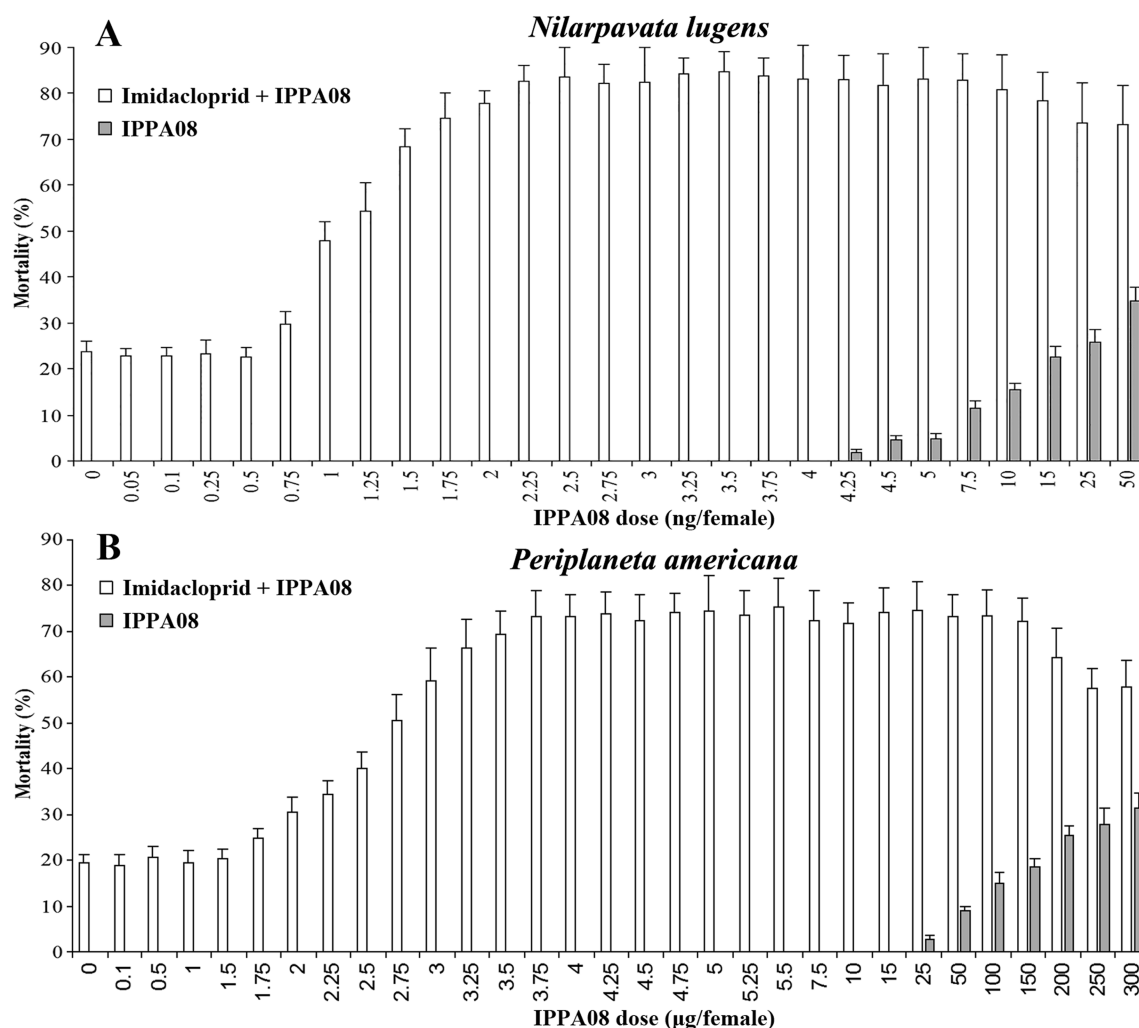 A
Nilarpavata lugens
90
80
70
60
50
40
30
20
10
0
Mortality (%)
Imidacloprid + IPPA08
IPPA08
0 0.05 0.1 0.25 0.5 0.75 1 1.25 1.5 1.75 2 2.25 2.5 2.75 3 3.25 3.5 3.75 4 4.25 4.5 5 7.5 10 15 25 50
IPPA08 dose (ng/female)
B
Periplaneta americana
90
80
70
60
50
40
30
20
10
0
Mortality (%)
Imidacloprid + IPPA08
IPPA08
0 0.1 0.5 1 1.5 1.75 2 2.25 2.5 2.75 3 3.25 3.5 3.75 4 4.25 4.5 4.75 5 5.25 5.5 7.5 10 15 25 50 100 150 200 250 300
IPPA08 dose (μg/female)